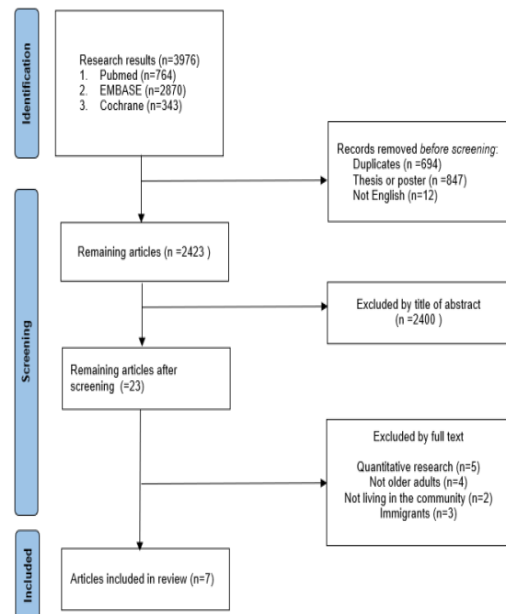 Identification
Research results (n=3976)
1. Pubmed (n=764)
2. EMBASE (n=2870)
3. Cochrane (n=343)
Records removed before screening:
Duplicates (n =694)
Thesis or poster (n =847)
Not English (n=12)
Screening
Remaining articles (n =2423 )
Excluded by title of abstract
(n =2400 )
Remaining articles after
screening (=23)
Excluded by full text
Quantitative research (n=5)
Not older adults (n=4)
Not living in the community (n=2)
Immigrants (n=3)
Included
Articles included in review (n=7)